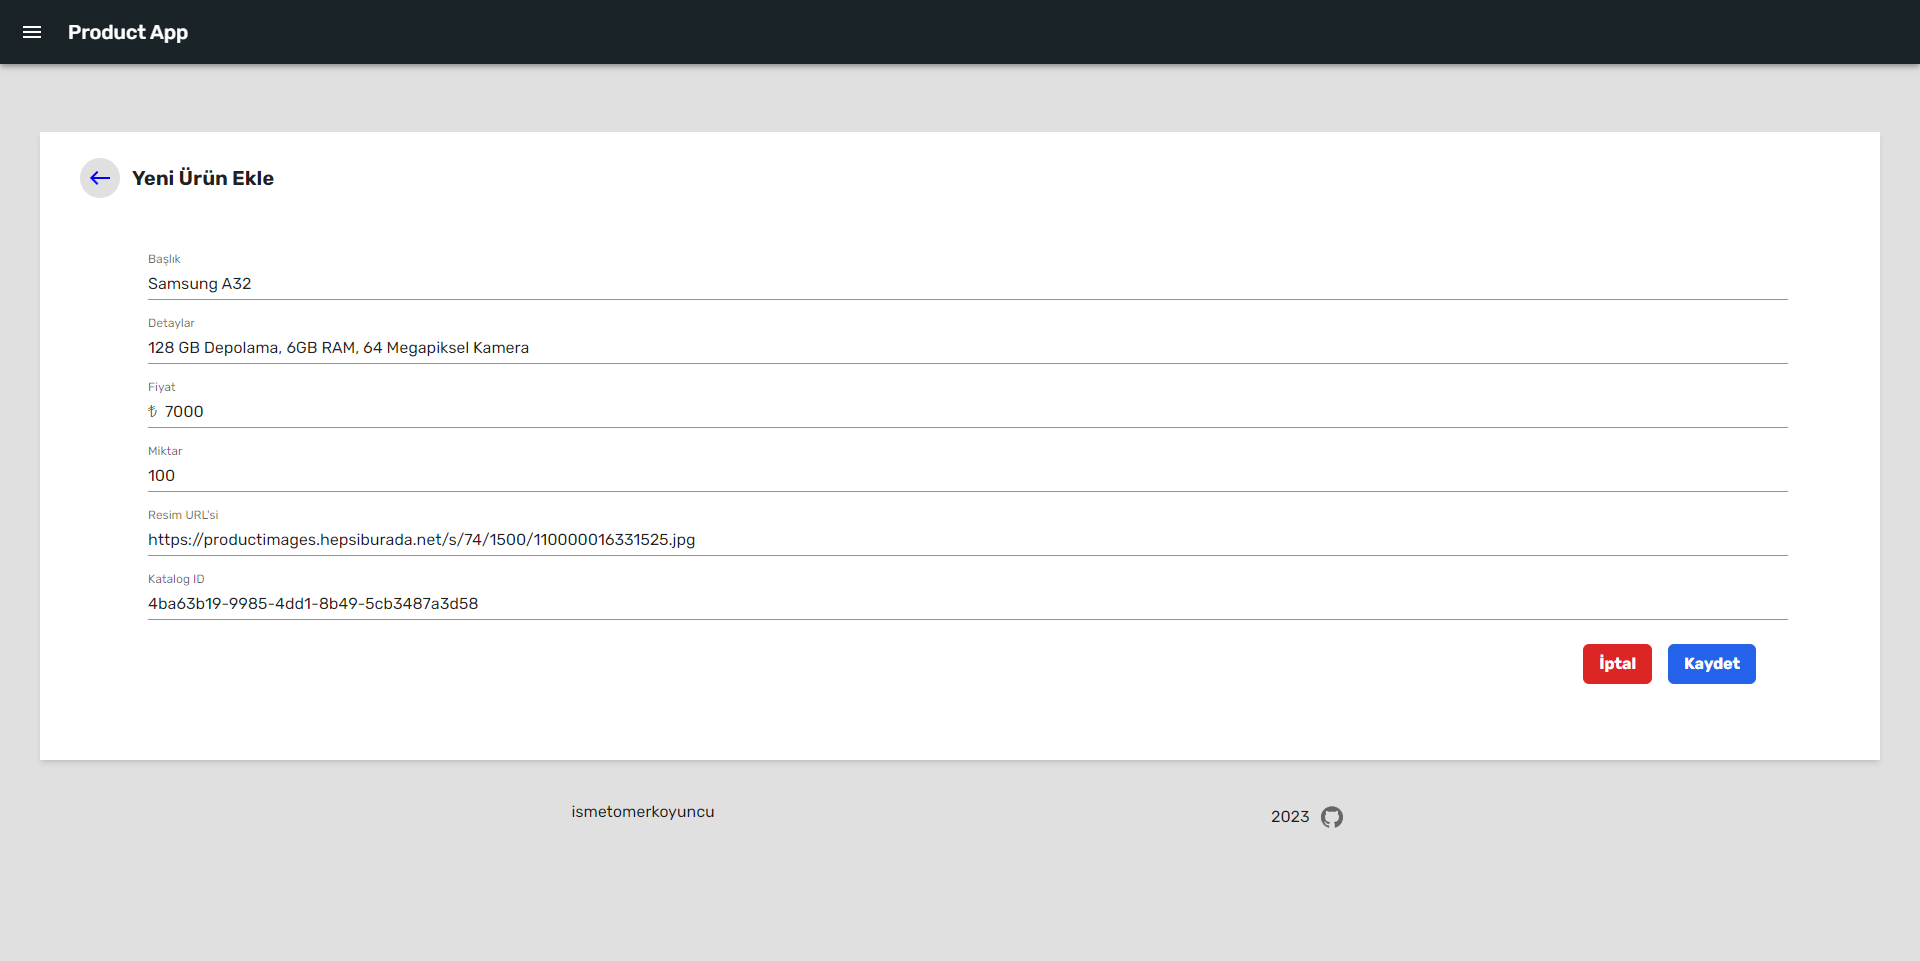 Product App
Yeni Ürün Ekle
Başlık
Samsung A32
Detaylar
128 GB Depolama, 6GB RAM, 64 Megapiksel Kamera
Fiyat
₺ 7000
Miktar
100
Resim URL'si
https://productimages.hepsiburada.net/s/74/1500/110000016331525.jpg
Katalog ID
4ba63b19-9985-4dd1-8b49-5cb3487a3d58
İptal Kaydet
ismetomerkoyuncu 2023